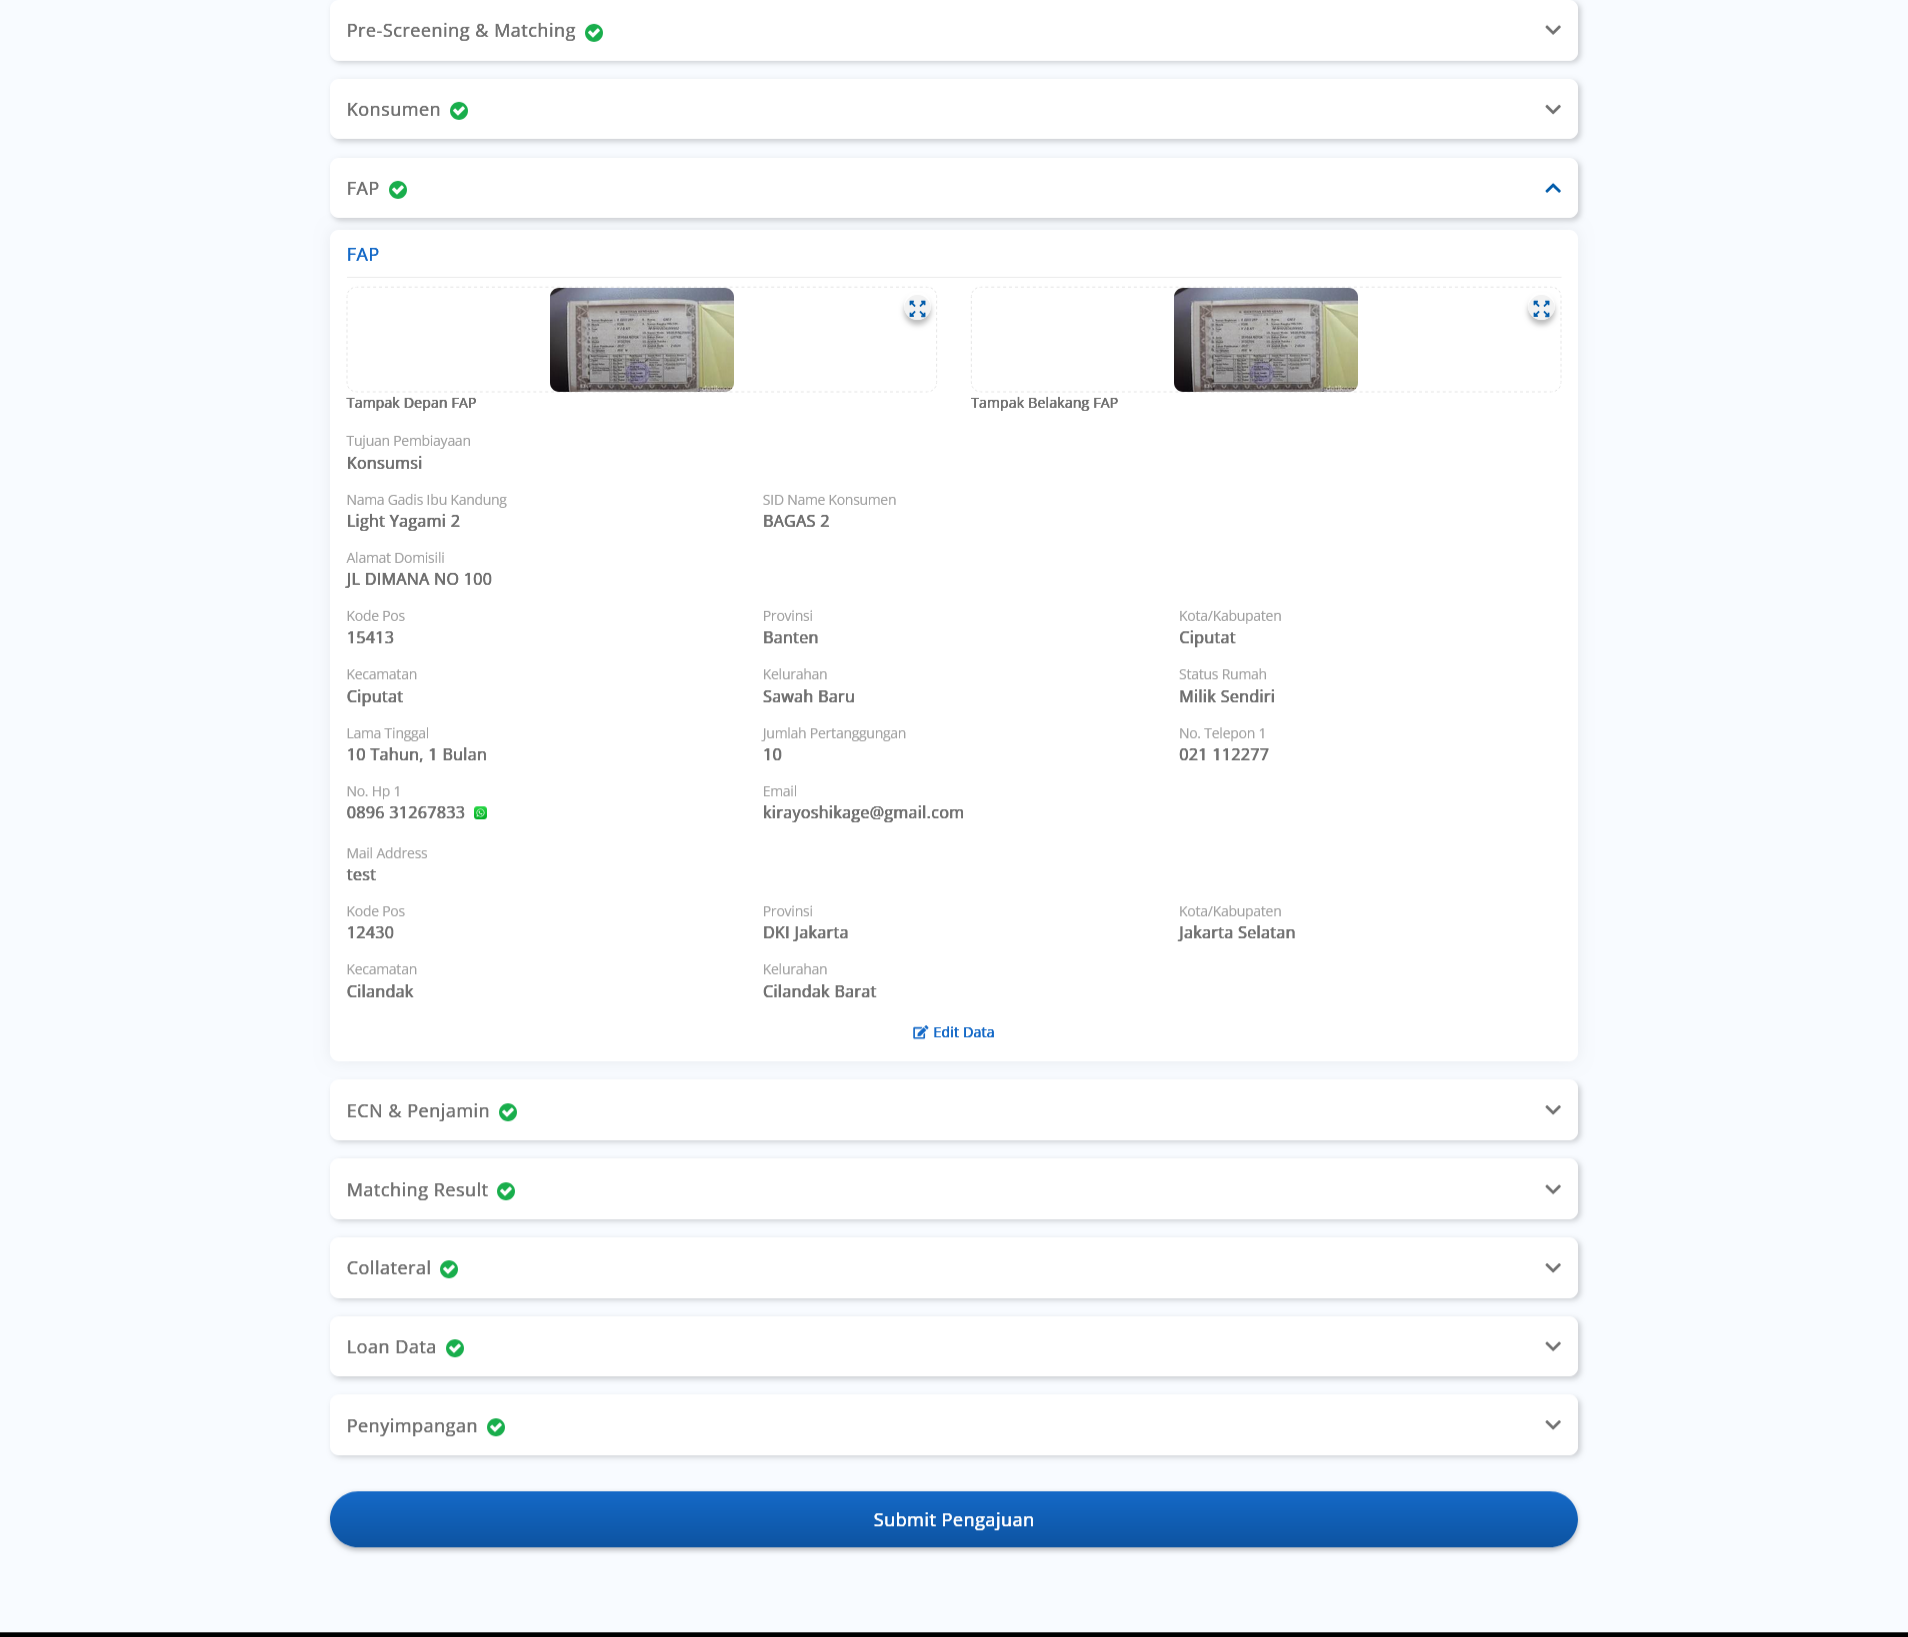 Pre-Screening & Matching
Konsumen
FAP
FAP
Tampak Depan FAP
Tampak Belakang FAP
Tujuan Pembiayaan
Konsumsi
Nama Gadis Ibu Kandung
SID Name Konsumen
Light Yagami 2
BAGAS 2
Alamat Domisili
JL DIMANA NO 100
Kode Pos
Provinsi
Kota/Kabupaten
15413
Banten
Ciputat
Kecamatan
Kelurahan
Status Rumah
Ciputat
Sawah Baru
Milik Sendiri
Lama Tinggal
Jumlah Pertanggungan
No. Telepon 1
10 Tahun, 1 Bulan
10
021 112277
No. Hp 1
Email
0896 31267833
kirayoshikage@gmail.com
Mail Address
test
Kode Pos
Provinsi
Kota/Kabupaten
12430
DKI Jakarta
Jakarta Selatan
Kecamatan
Kelurahan
Cilandak
Cilandak Barat
Edit Data
ECN & Penjamin
Matching Result
Collateral
Loan Data
Penyimpangan
Submit Pengajuan